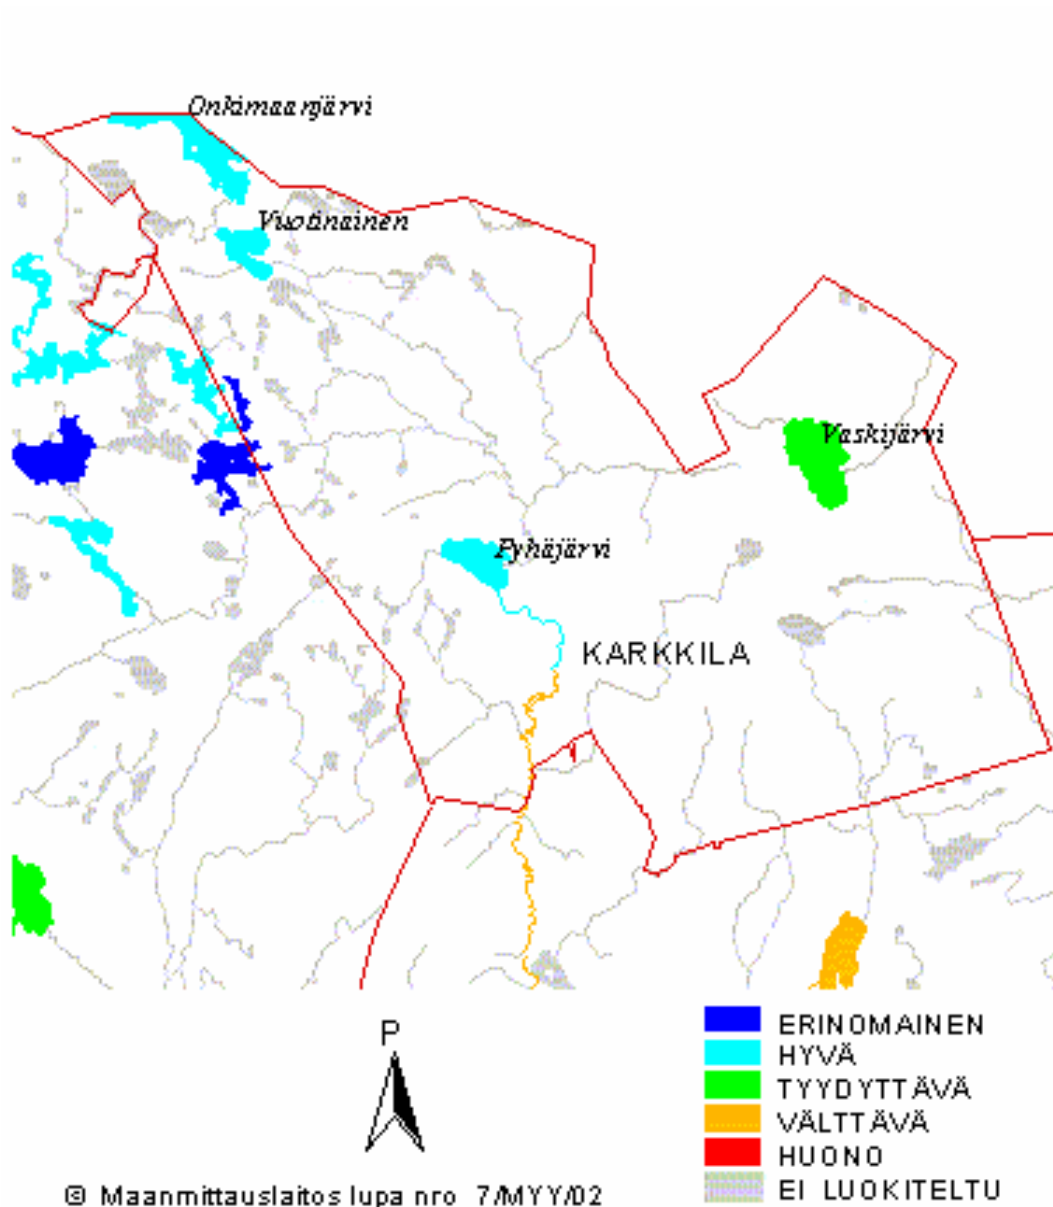 Onkimaanjärvi
Vuotinainen
Vaskijärvi
Pyhäjärvi
KARKKILA
P
ERINOMAINEN
HYVÄ
TYYDYTTÄVÄ
VÄLTTÄVÄ
HUONO
EI LUOKITELTU
© Maanmittauslaitos lupa nro 7/MYY/02